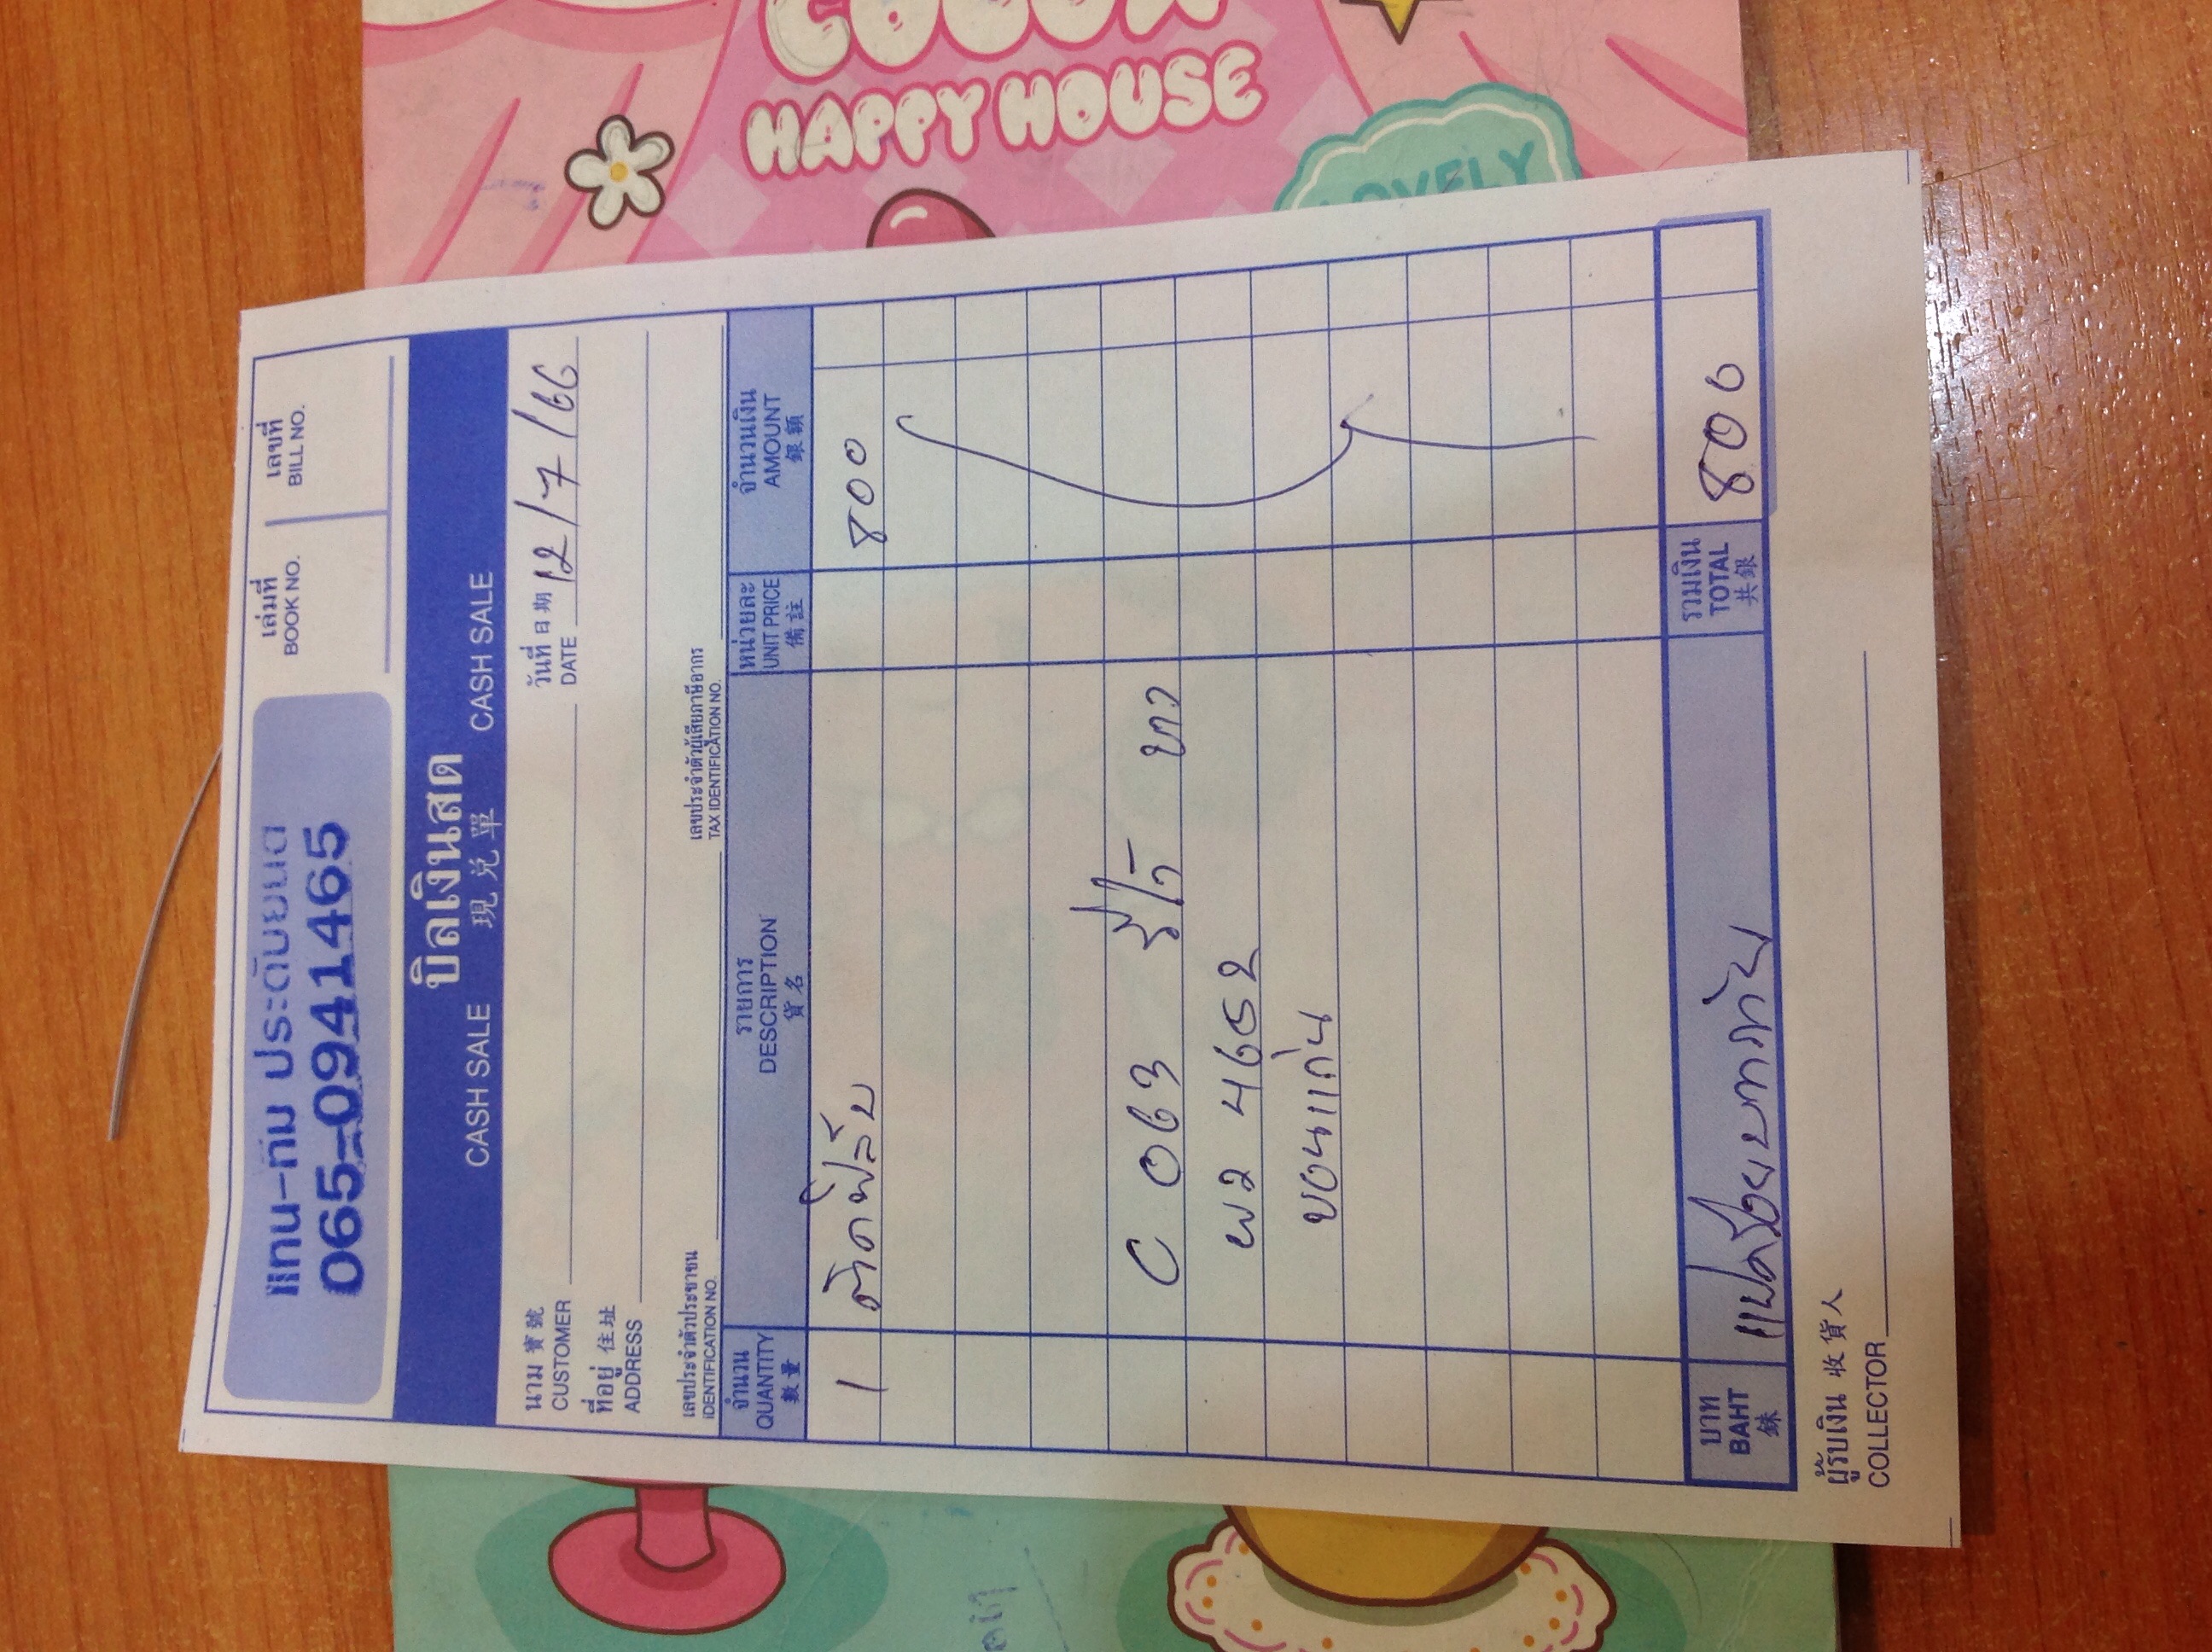 HAPPY HOUSE
LOVELY
แทน-ทิม ประดับยนต์
065-0941465
เล่มที่ เลขที่
BOOK NO. BILL NO.
บิลเงินสด
CASH SALE 現兌單 CASH SALE
นาม 寶號 วันที่ 日期 12/7/66
CUSTOMER DATE
ที่อยู่ 住址
ADDRESS
เลขประจำตัวประชาชน เลขประจำตัวผู้เสียภาษีอากร
IDENTIFICATION NO. TAX IDENTIFICATION NO.
จำนวน รายการ หน่วยละ จำนวนเงิน
QUANTITY DESCRIPTION UNIT PRICE AMOUNT
數量 貨名 備註 銀額
1 ติดฟิล์ม 800
C 063 รีโว่ ขาว
4652
ขอนแก่น
บาท แปดร้อยบาทถ้วน รวมเงิน 800
BAHT TOTAL
銖 共銀
ผู้รับเงิน 收貨人
COLLECTOR